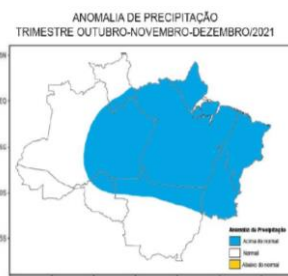 ANOMALIA DE PRECIPITAÇÃO
TRIMESTRE OUTUBRO-NOVEMBRO-DEZEMBRO/2021
Anomalia de Precipitação
Acima do normal
Normal
Abaixo do normal